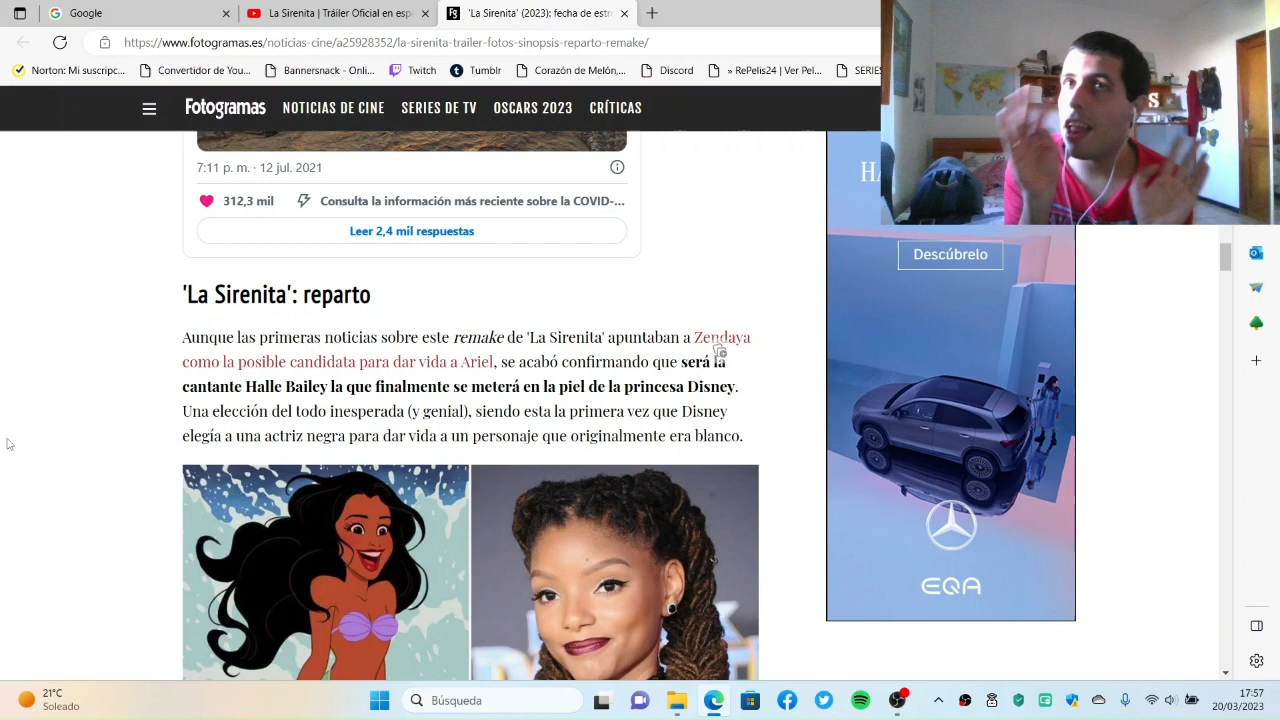 Google
La Sirenita | Tráiler Oficial en esp
'La Sirenita' (2023): fecha de estre
https://www.fotogramas.es/noticias-cine/a25928352/la-sirenita-trailer-fotos-sinopsis-reparto-remake/
Norton: Mi suscripc...
Convertidor de You...
Bannersnack: Onli...
Twitch
Tumblr
Corazón de Melón,...
Discord
» RePelis24 | Ver Pel...
SERIES
Fotogramas
NOTICIAS DE CINE
SERIES DE TV
OSCARS 2023
CRÍTICAS
S
7:11 p. m. · 12 jul. 2021
312,3 mil
Consulta la información más reciente sobre la COVID-...
Leer 2,4 mil respuestas
'La Sirenita': reparto
Aunque las primeras noticias sobre este remake de 'La Sirenita' apuntaban a Zendaya
como la posible candidata para dar vida a Ariel, se acabó confirmando que será la
cantante Halle Bailey la que finalmente se meterá en la piel de la princesa Disney.
Una elección del todo inesperada (y genial), siendo esta la primera vez que Disney
elegía a una actriz negra para dar vida a un personaje que originalmente era blanco.
Descúbrelo
EQA
21°C
Soleado
Búsqueda
17:57
20/03/2023